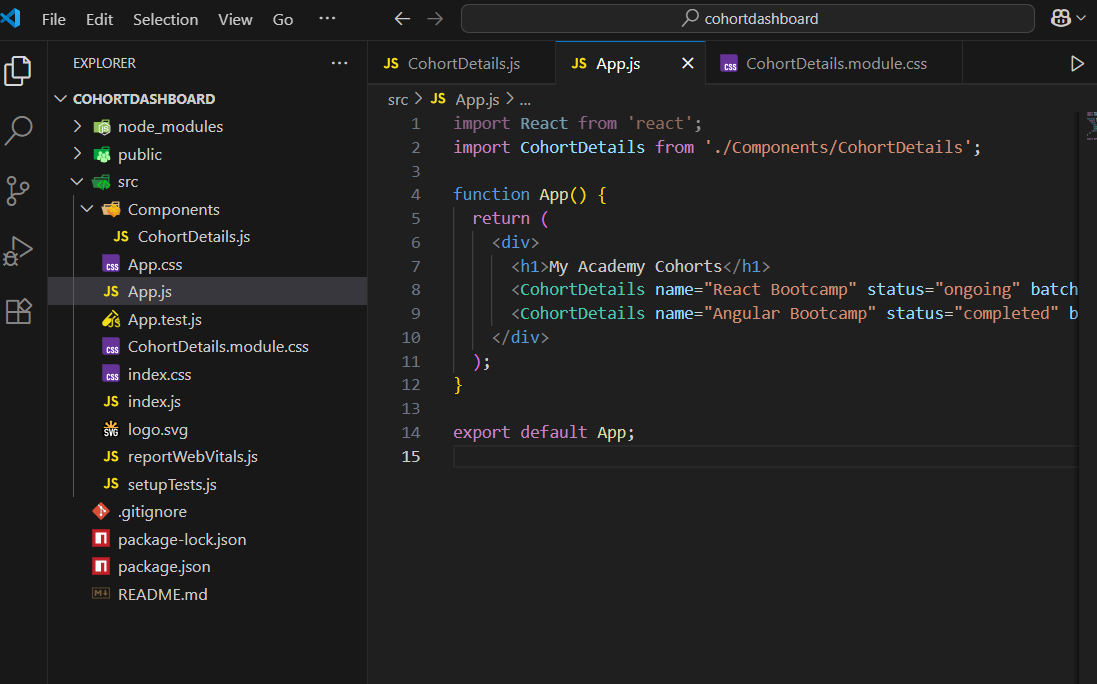 File Edit Selection View Go ...
cohortdashboard
EXPLORER ...
COHORTDASHBOARD
node_modules
public
src
Components
JS CohortDetails.js
css App.css
JS App.js
App.test.js
css CohortDetails.module.css
css index.css
JS index.js
SVG logo.svg
JS reportWebVitals.js
JS setupTests.js
.gitignore
package-lock.json
package.json
M↓ README.md
JS CohortDetails.js
JS App.js
css CohortDetails.module.css
src > JS App.js > ...
1 import React from 'react';
2 import CohortDetails from './Components/CohortDetails';
3
4 function App() {
5 return (
6 <div>
7 <h1>My Academy Cohorts</h1>
8 <CohortDetails name="React Bootcamp" status="ongoing" batch
9 <CohortDetails name="Angular Bootcamp" status="completed" b
10 </div>
11 );
12 }
13
14 export default App;
15